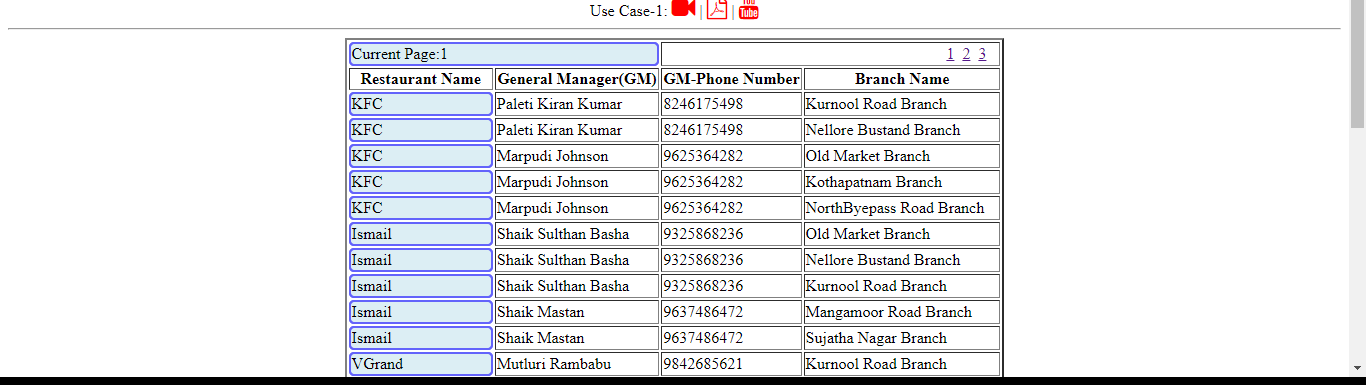 Use Case-1: | | You Tube
Current Page:1 1 2 3
Restaurant Name General Manager(GM) GM-Phone Number Branch Name
KFC Paleti Kiran Kumar 8246175498 Kurnool Road Branch
KFC Paleti Kiran Kumar 8246175498 Nellore Bustand Branch
KFC Marpudi Johnson 9625364282 Old Market Branch
KFC Marpudi Johnson 9625364282 Kothapatnam Branch
KFC Marpudi Johnson 9625364282 NorthByepass Road Branch
Ismail Shaik Sulthan Basha 9325868236 Old Market Branch
Ismail Shaik Sulthan Basha 9325868236 Nellore Bustand Branch
Ismail Shaik Sulthan Basha 9325868236 Kurnool Road Branch
Ismail Shaik Mastan 9637486472 Mangamoor Road Branch
Ismail Shaik Mastan 9637486472 Sujatha Nagar Branch
VGrand Mutluri Rambabu 9842685621 Kurnool Road Branch